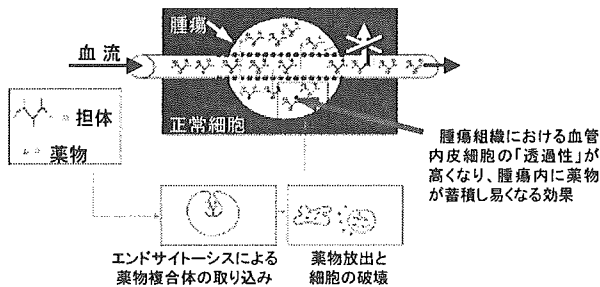 腫瘍
血流
正常細胞
担体
薬物
腫瘍組織における血管
内皮細胞の「透過性」が
高くなり、腫瘍内に薬物
が蓄積し易くなる効果
エンドサイトーシスによる
薬物複合体の取り込み
薬物放出と
細胞の破壊